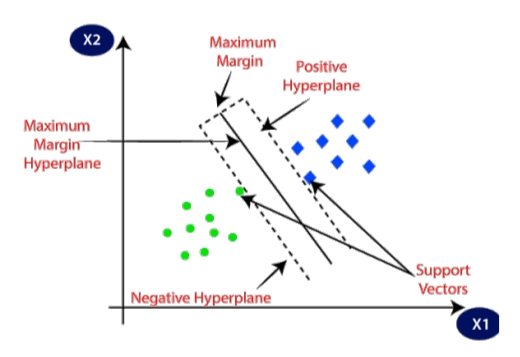 X2
Maximum
Margin
Positive
Hyperplane
Maximum
Margin
Hyperplane
Support
Vectors
Negative Hyperplane
X1